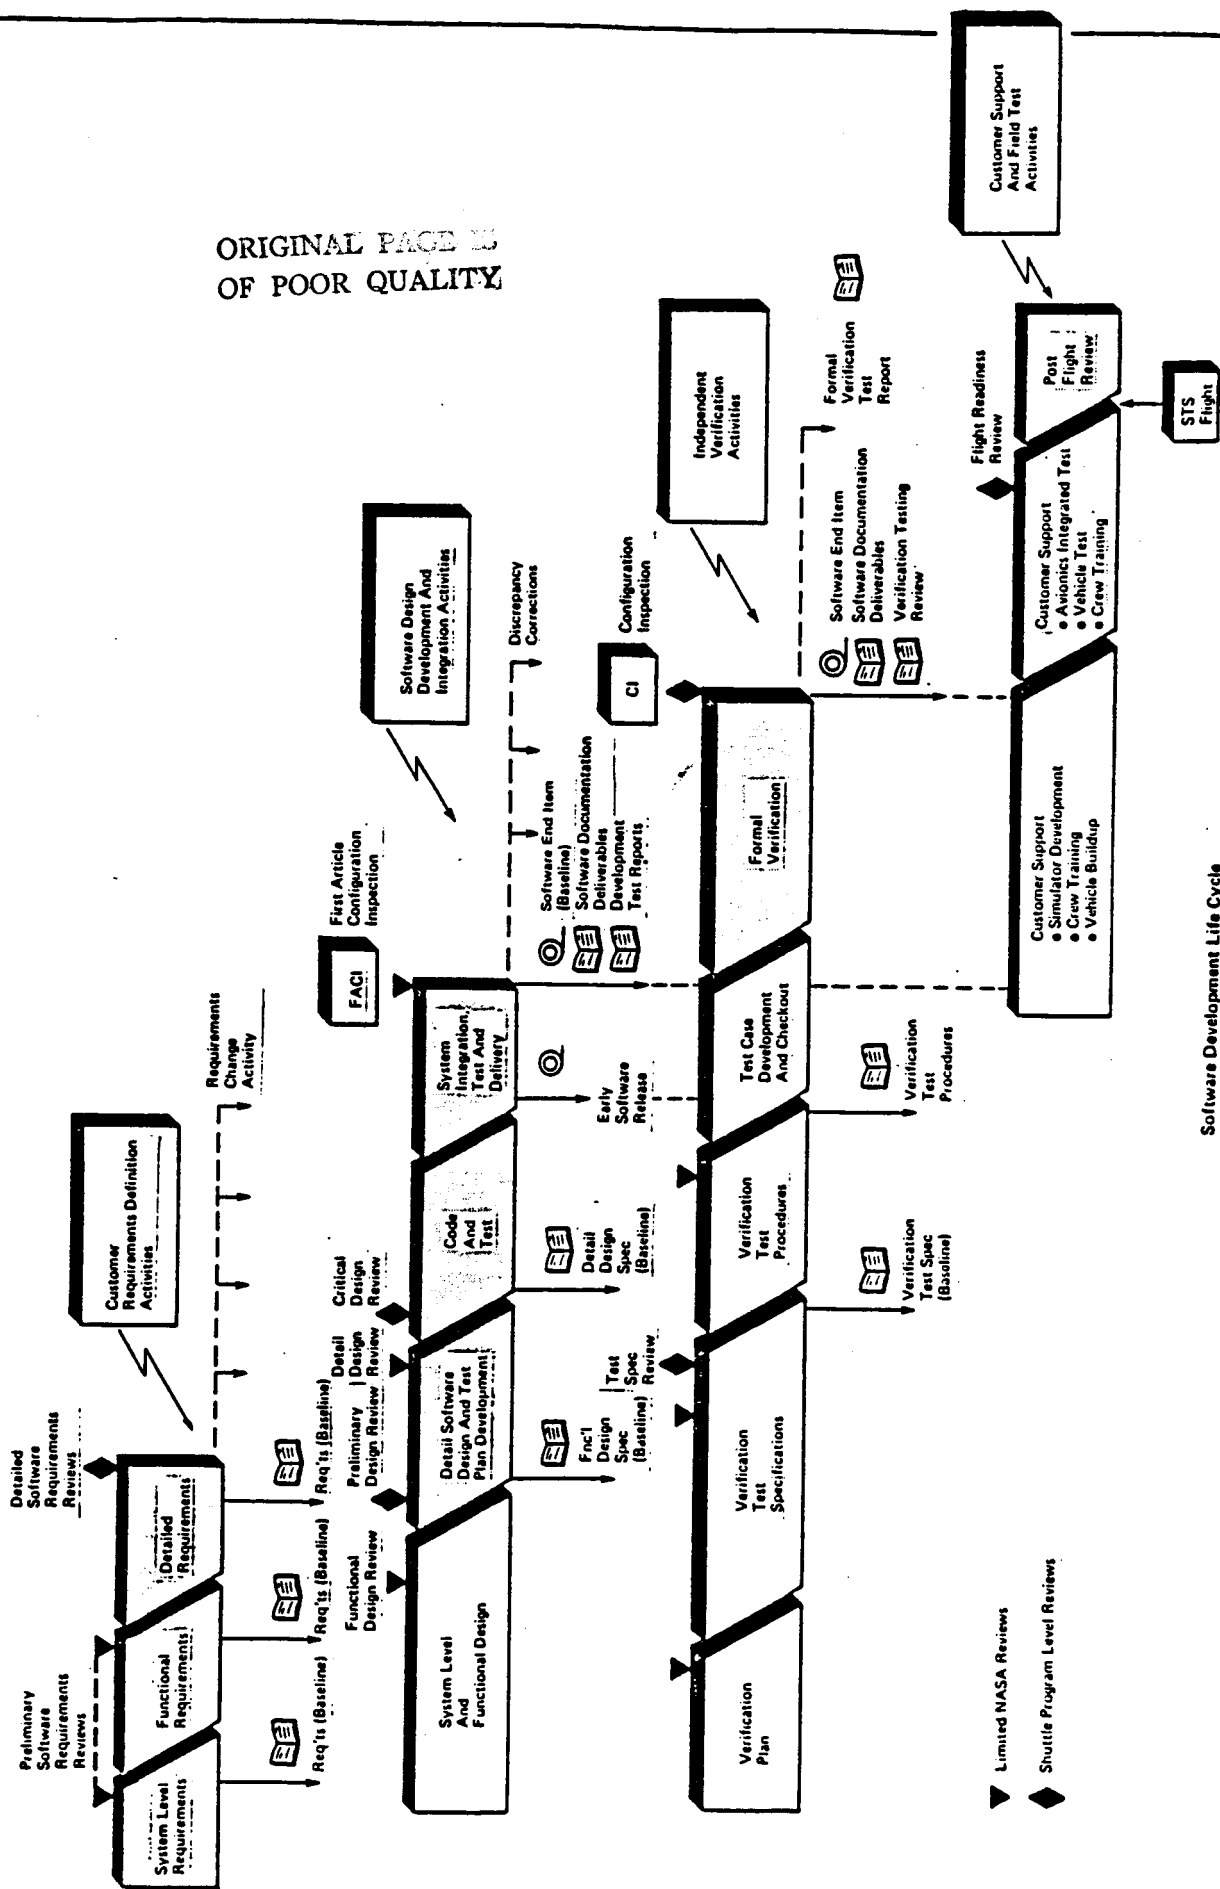 ORIGINAL PAGE IS
OF POOR QUALITY
Preliminary
Software
Requirements
Reviews
Detailed
Software
Requirements
Reviews
System Level
Requirements
Functional
Requirements
Detailed
Requirements
Customer
Requirements Definition
Activities
Requirements
Change
Activity
Req'ts (Baseline)
Req'ts (Baseline)
Req'ts (Baseline)
Functional
Design Review
Preliminary
Design Review
Detail
Design
Review
Critical
Design
Review
FACI
First Article
Configuration
Inspection
Software Design
Development And
Integration Activities
System Level
And
Functional Design
Detail Software
Design And Test
Plan Development
Code
And
Test
System
Integration,
Test And
Delivery
Discrepancy
Corrections
Fnc'l
Design
Spec
(Baseline)
Detail
Design
Spec
(Baseline)
Early
Software
Release
Software End Item
(Baseline)
Software Documentation
Deliverables
Development
Test Reports
Test
Spec
Review
CI
Configuration
Inspection
Independent
Verification
Activities
Verification
Plan
Verification
Test
Specifications
Verification
Test
Procedures
Test Case
Development
And Checkout
Formal
Verification
Formal
Verification
Test
Report
Verification
Test Spec
(Baseline)
Verification
Test
Procedures
Software End Item
Software Documentation
Deliverables
Verification Testing
Review
Customer Support
And Field Test
Activities
Flight Readiness
Review
Customer Support
• Simulator Development
• Crew Training
• Vehicle Buildup
Customer Support
• Avionics Integrated Test
• Vehicle Test
• Crew Training
Post
Flight
Review
STS
Flight
Limited NASA Reviews
Shuttle Program Level Reviews
Software Development Life Cycle